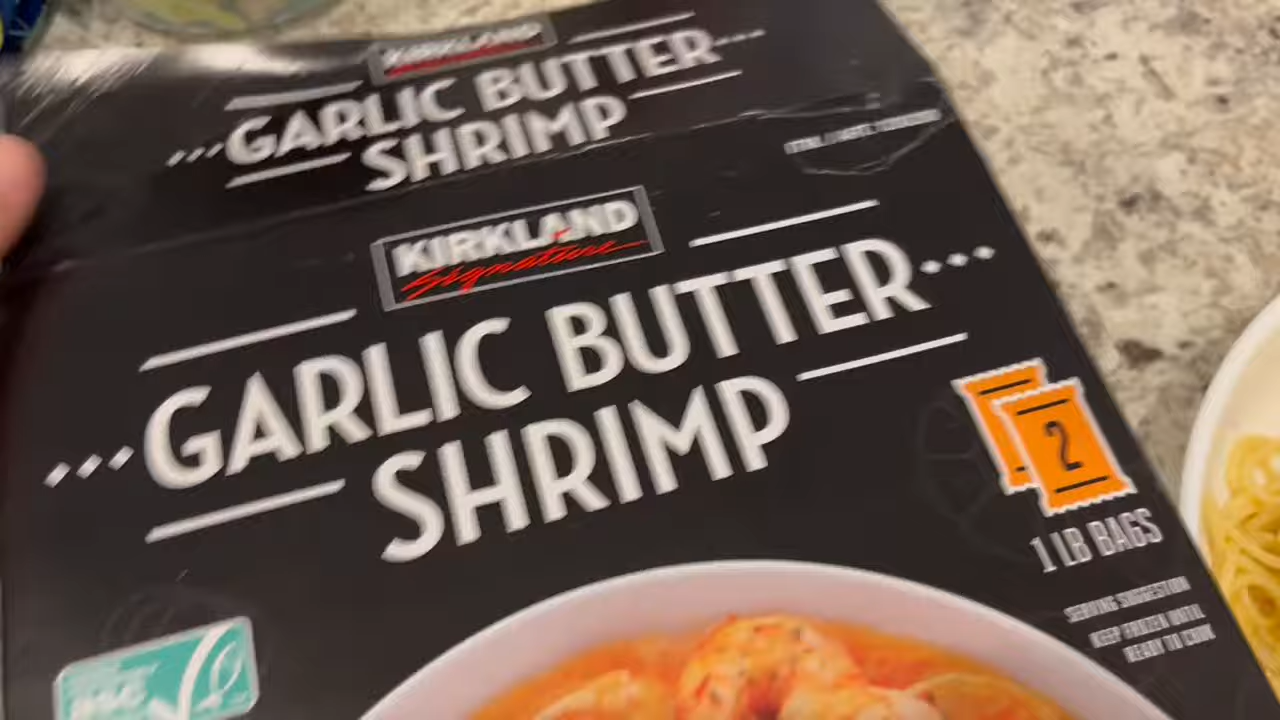 KIRKLAND
GARLIC BUTTER
SHRIMP
KIRKLAND
Signature
GARLIC BUTTER
SHRIMP
2
1 LB BAGS
SERVING SUGGESTION
KEEP FROZEN UNTIL
READY TO COOK